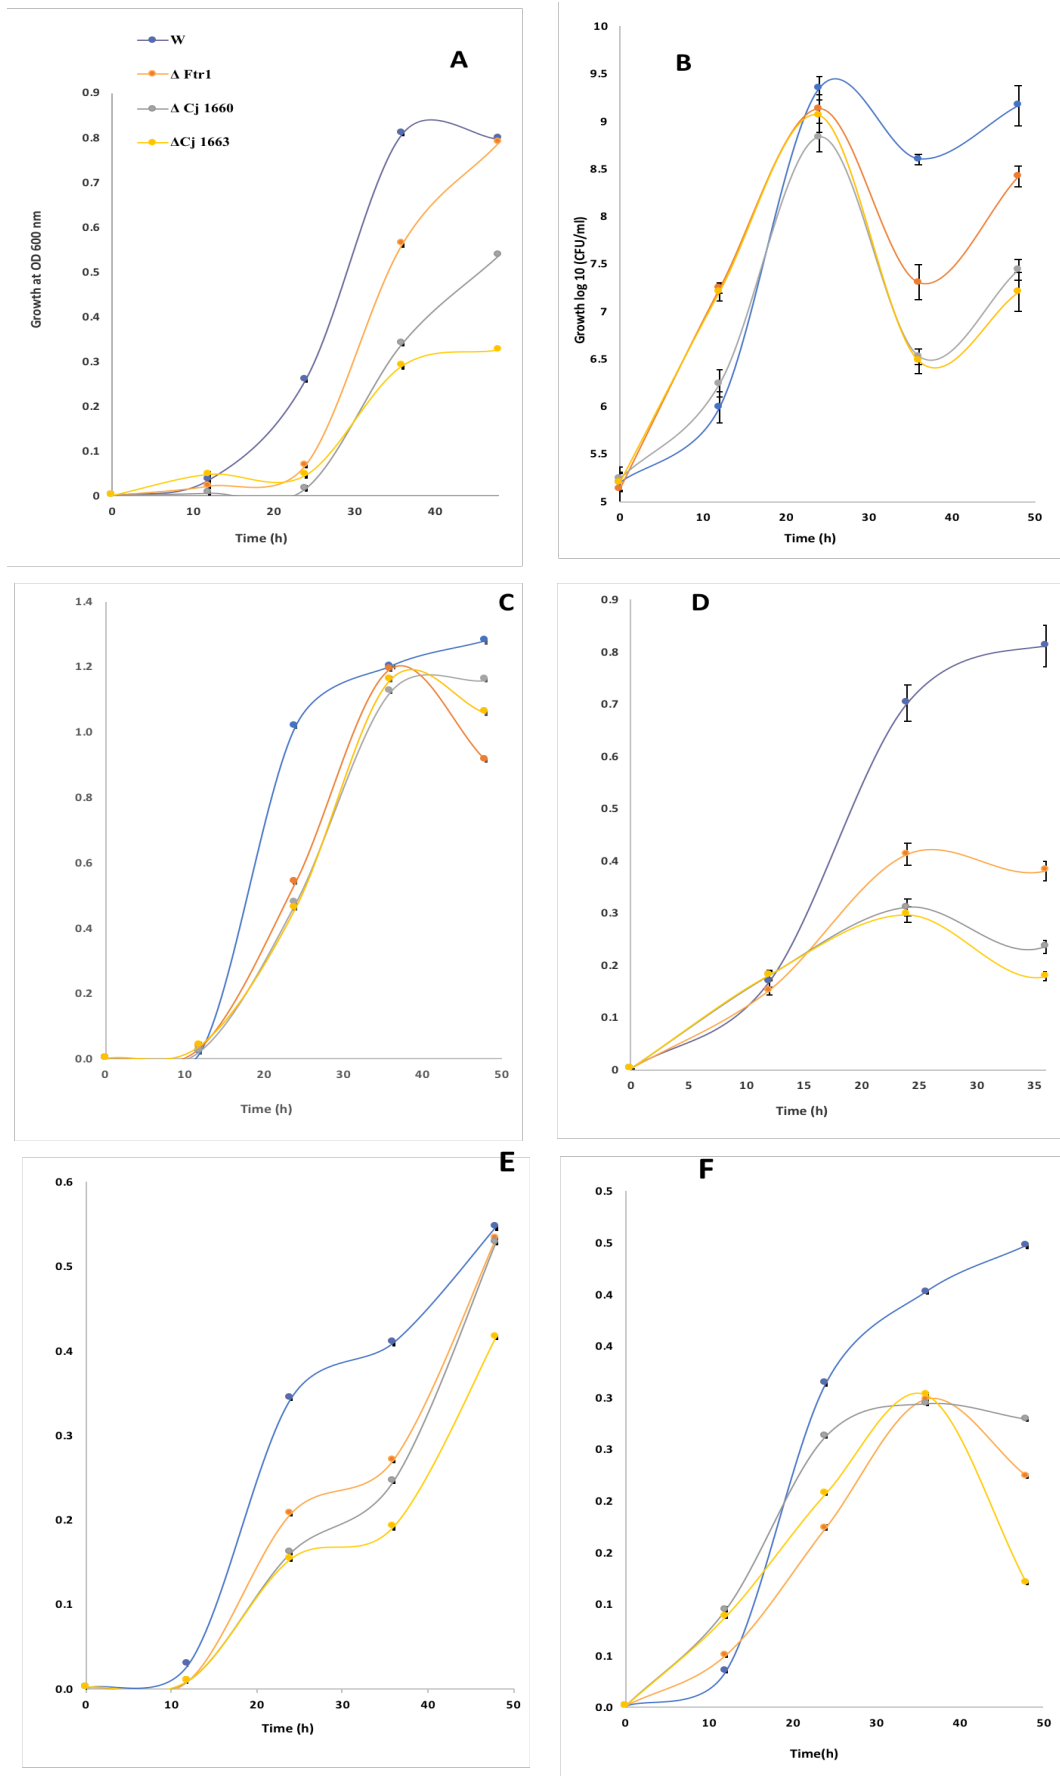 W
Δ Ftr1
Δ Cj 1660
ΔCj 1663
A
Growth at OD 600 nm
0.9
0.8
0.7
0.6
0.5
0.4
0.3
0.2
0.1
0
0 10 20 30 40
Time (h)
B
Growth log 10 (CFU/ml)
10
9.5
9
8.5
8
7.5
7
6.5
6
5.5
5
0 10 20 30 40 50
Time (h)
C
1.4
1.2
1.0
0.8
0.6
0.4
0.2
0.0
0 10 20 30 40 50
Time (h)
D
0.9
0.8
0.7
0.6
0.5
0.4
0.3
0.2
0.1
0
0 5 10 15 20 25 30 35
Time (h)
E
0.6
0.5
0.4
0.3
0.2
0.1
0.0
0 10 20 30 40 50
Time (h)
F
0.5
0.5
0.4
0.4
0.3
0.3
0.2
0.2
0.1
0.1
0.0
0 10 20 30 40 50
Time(h)